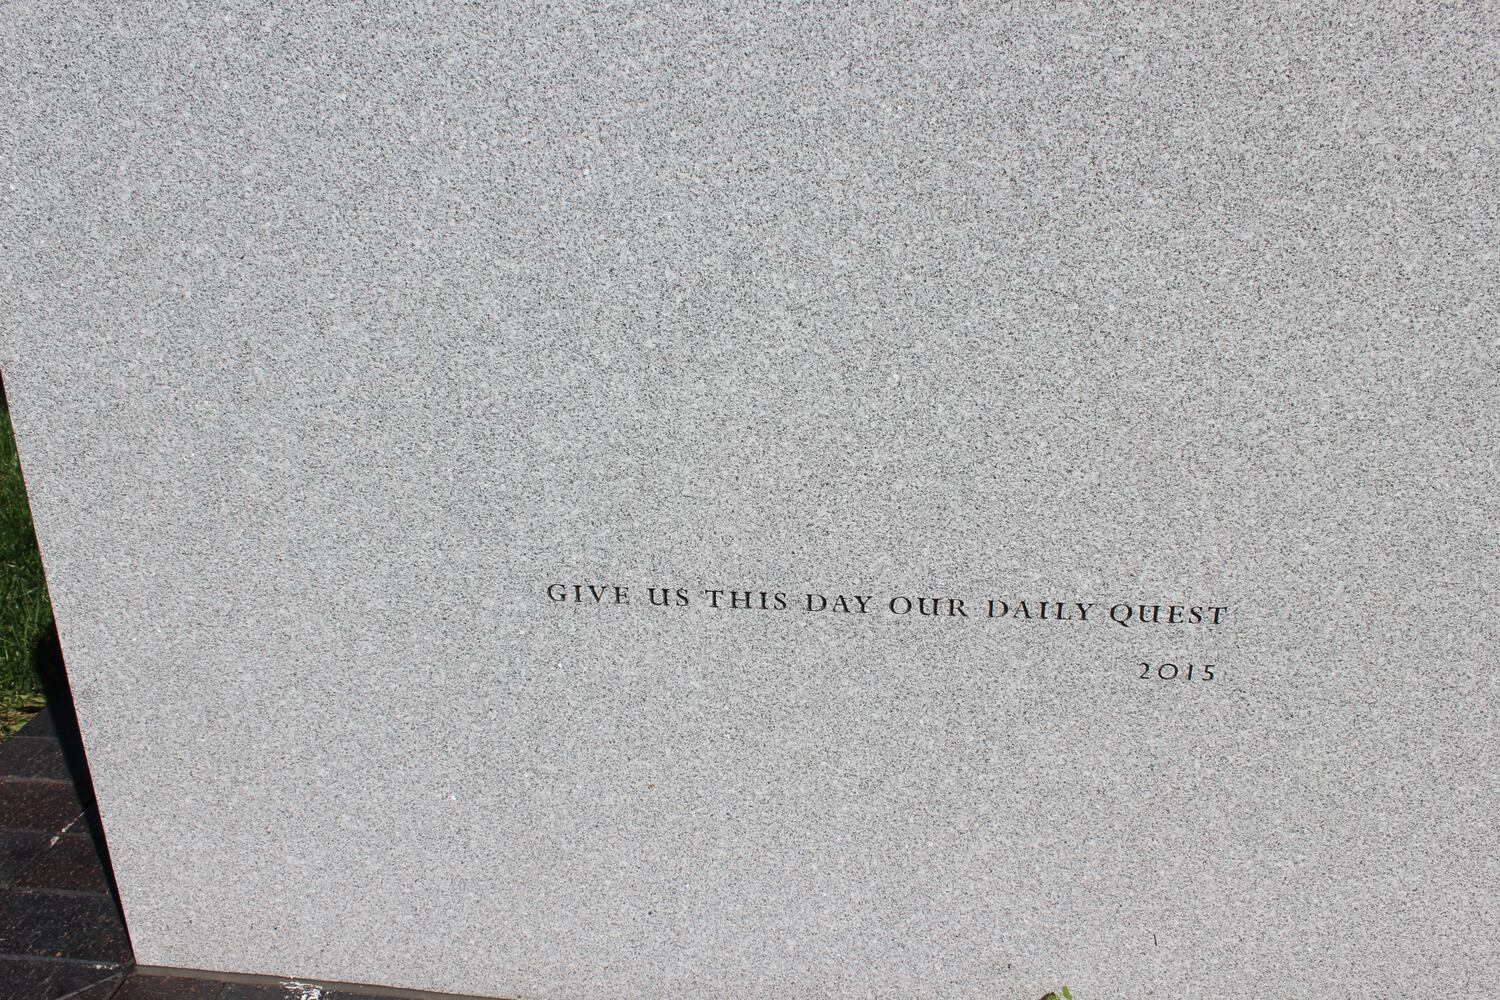 GIVE US THIS DAY OUR DAILY QUEST
2015